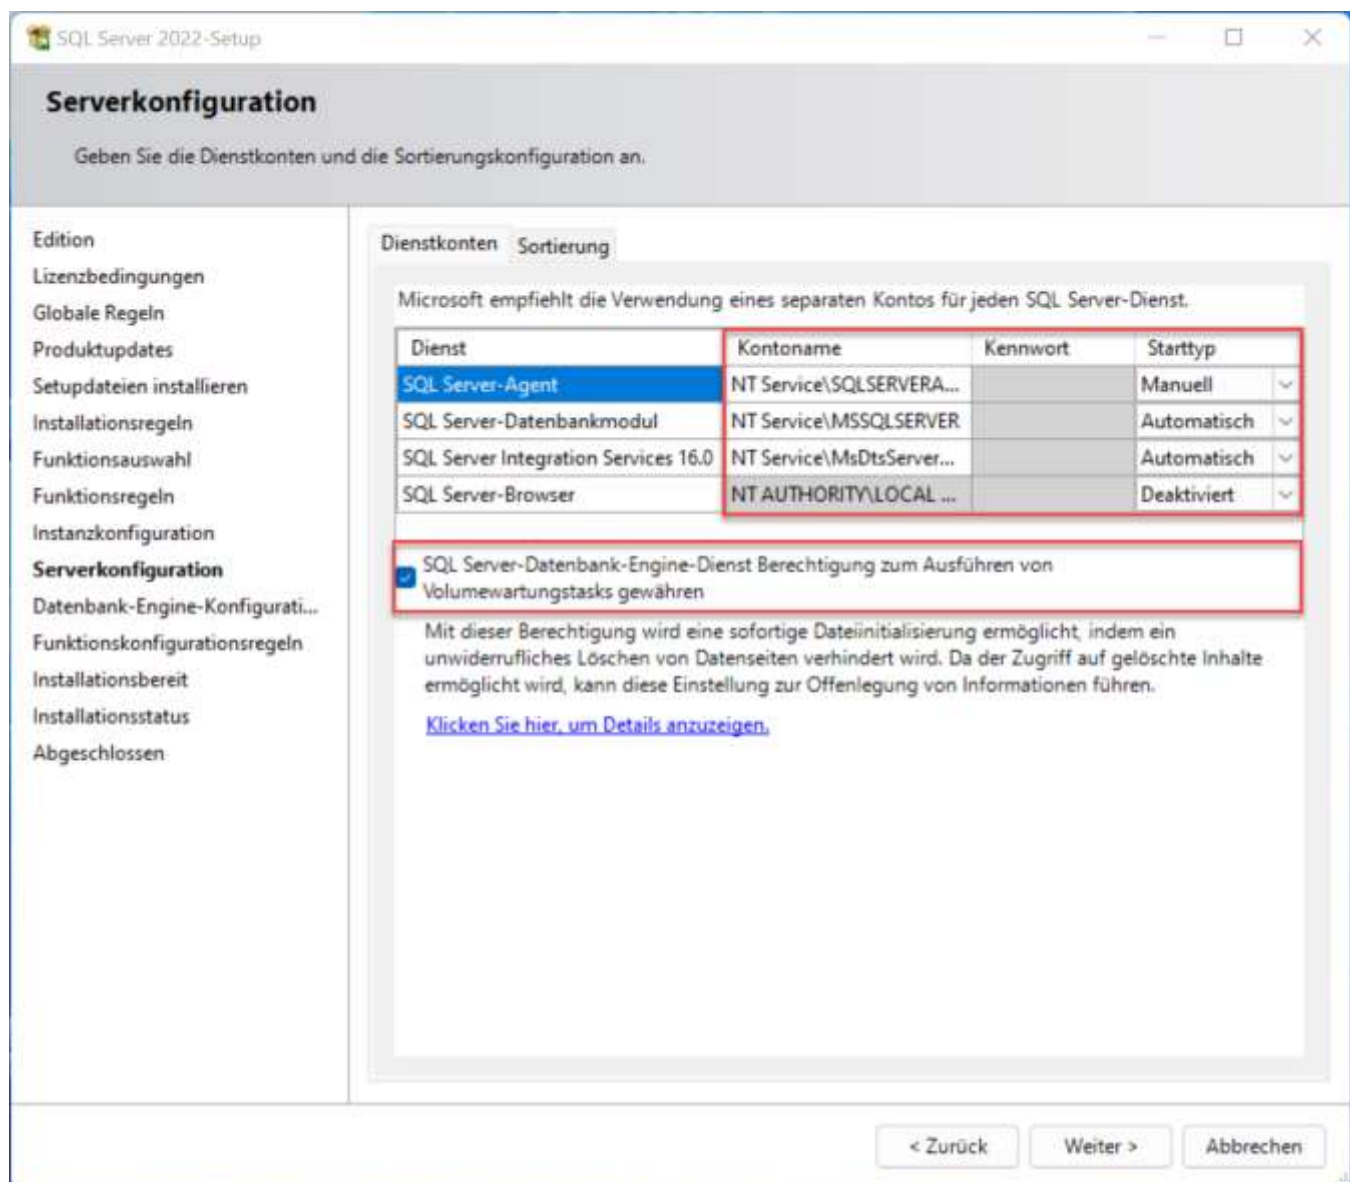 SQL Server 2022-Setup
Serverkonfiguration
Geben Sie die Dienstkonten und die Sortierungskonfiguration an.
Edition
Lizenzbedingungen
Globale Regeln
Produktupdates
Setupdateien installieren
Installationsregeln
Funktionsauswahl
Funktionsregeln
Instanzkonfiguration
Serverkonfiguration
Datenbank-Engine-Konfigurati...
Funktionskonfigurationsregeln
Installationsbereit
Installationsstatus
Abgeschlossen
Dienstkonten Sortierung
Microsoft empfiehlt die Verwendung eines separaten Kontos für jeden SQL Server-Dienst.
Dienst Kontoname Kennwort Starttyp
SQL Server-Agent NT Service\SQLSERVERA... Manuell
SQL Server-Datenbankmodul NT Service\MSSQLSERVER Automatisch
SQL Server Integration Services 16.0 NT Service\MsDtsServer... Automatisch
SQL Server-Browser NT AUTHORITY\LOCAL ... Deaktiviert
SQL Server-Datenbank-Engine-Dienst Berechtigung zum Ausführen von
Volumewartungstasks gewähren
Mit dieser Berechtigung wird eine sofortige Dateiinitialisierung ermöglicht, indem ein
unwiderrufliches Löschen von Datenseiten verhindert wird. Da der Zugriff auf gelöschte Inhalte
ermöglicht wird, kann diese Einstellung zur Offenlegung von Informationen führen.
Klicken Sie hier, um Details anzuzeigen.
< Zurück Weiter > Abbrechen